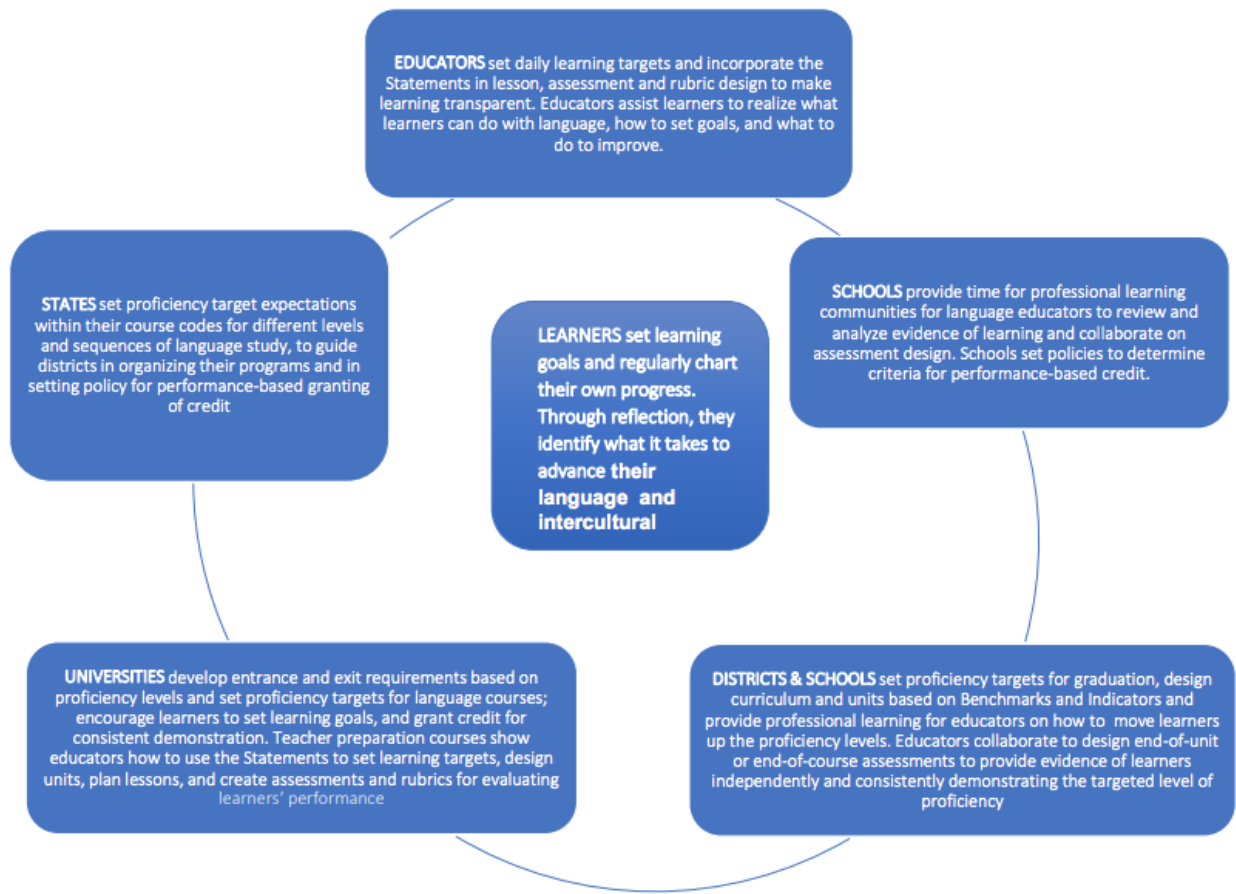 EDUCATORS set daily learning targets and incorporate the
Statements in lesson, assessment and rubric design to make
learning transparent. Educators assist learners to realize what
learners can do with language, how to set goals, and what to
do to improve.
SCHOOLS provide time for professional learning
communities for language educators to review and
analyze evidence of learning and collaborate on
assessment design. Schools set policies to determine
criteria for performance-based credit.
DISTRICTS & SCHOOLS set proficiency targets for graduation, design
curriculum and units based on Benchmarks and Indicators and
provide professional learning for educators on how to move learners
up the proficiency levels. Educators collaborate to design end-of-unit
or end-of-course assessments to provide evidence of learners
independently and consistently demonstrating the targeted level of
proficiency
UNIVERSITIES develop entrance and exit requirements based on
proficiency levels and set proficiency targets for language courses;
encourage learners to set learning goals, and grant credit for
consistent demonstration. Teacher preparation courses show
educators how to use the Statements to set learning targets, design
units, plan lessons, and create assessments and rubrics for evaluating
learners' performance
STATES set proficiency target expectations
within their course codes for different levels
and sequences of language study, to guide
districts in organizing their programs and in
setting policy for performance-based granting
of credit
LEARNERS set learning
goals and regularly chart
their own progress.
Through reflection, they
identify what it takes to
advance their
language and
intercultural